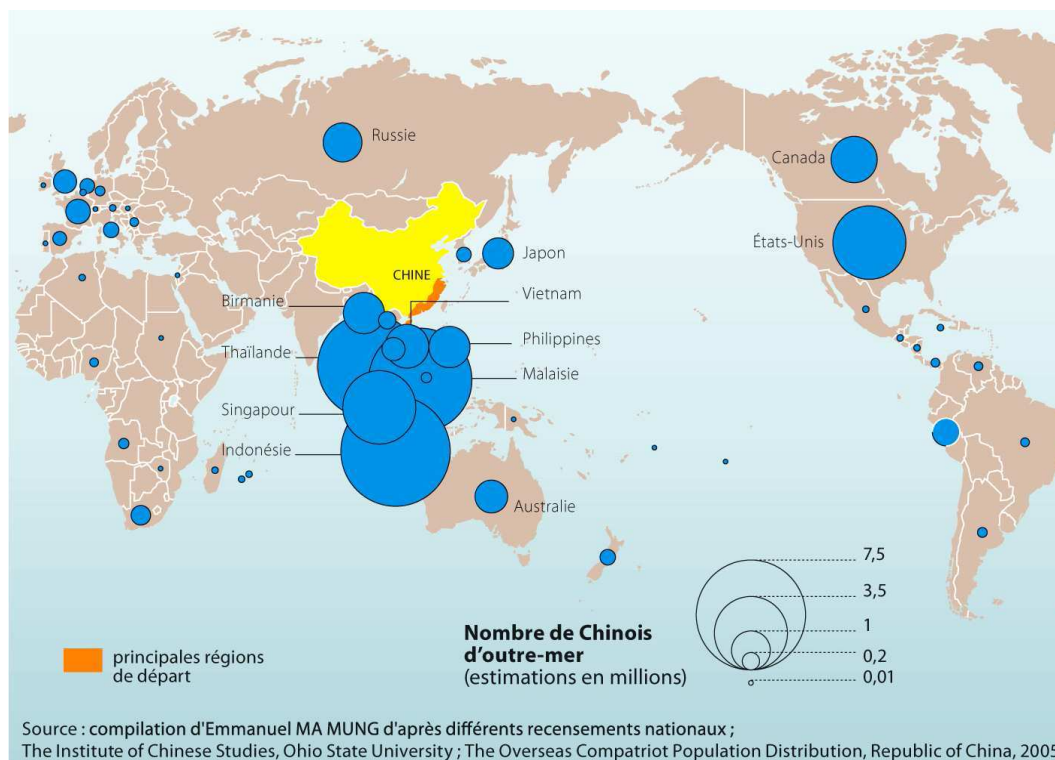 Russie
Canada
États-Unis
Japon
CHINE
Vietnam
Birmanie
Philippines
Thaïlande
Malaisie
Singapour
Indonésie
Australie
7,5
3,5
1
0,2
0,01
Nombre de Chinois
d'outre-mer
(estimations en millions)
principales régions
de départ
Source : compilation d'Emmanuel MA MUNG d'après différents recensements nationaux ;
The Institute of Chinese Studies, Ohio State University ; The Overseas Compatriot Population Distribution, Republic of China, 2005